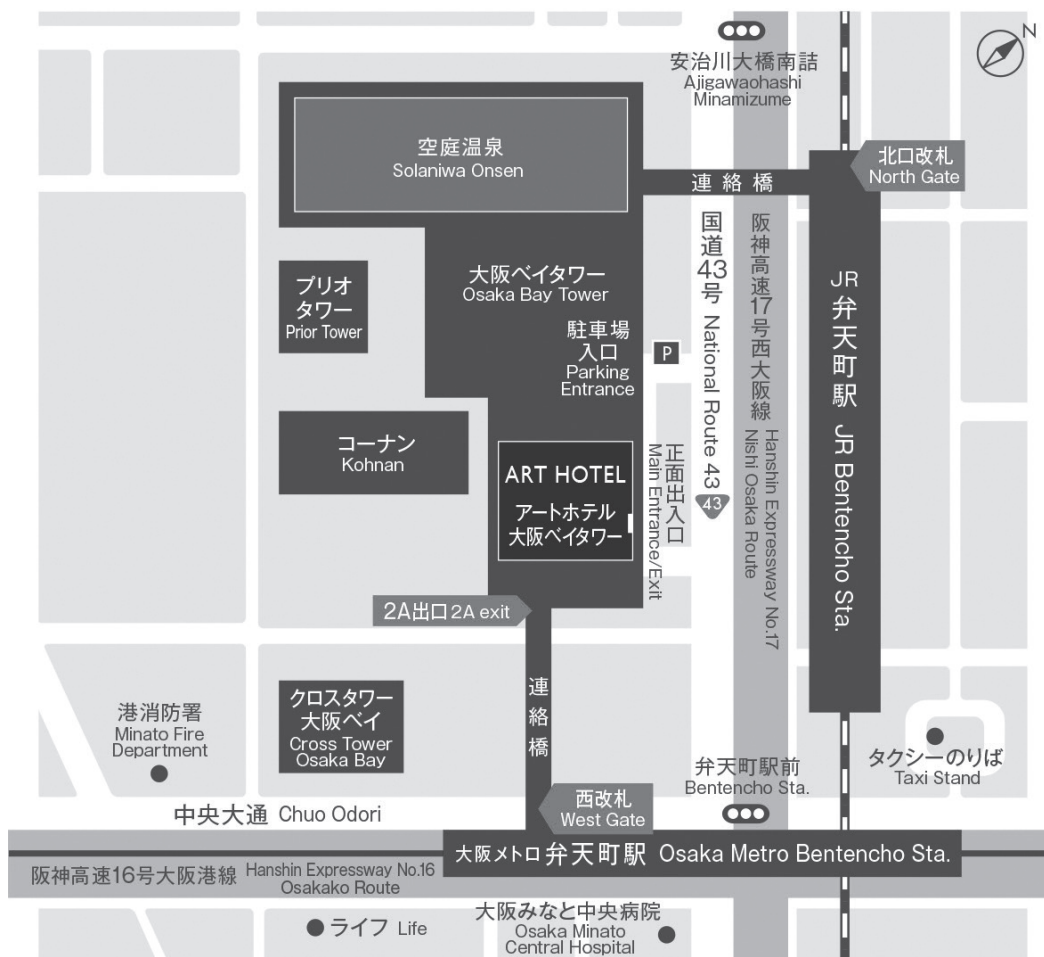 N
安治川大橋南詰
Ajigawaohashi
Minamizume
空庭温泉
Solaniwa Onsen
北口改札
North Gate
連絡橋
国道43号 National Route 43
43
阪神高速17号西大阪線
Hanshin Expressway No.17
Nishi Osaka Route
JR 弁天町駅 JR Bentencho Sta.
大阪ベイタワー
Osaka Bay Tower
プリオ
タワー
Prior Tower
駐車場
入口
Parking
Entrance
P
コーナン
Kohnan
ART HOTEL
アートホテル
大阪ベイタワー
正面出入口
Main Entrance/Exit
2A出口 2A exit
連絡橋
クロスタワー
大阪ベイ
Cross Tower
Osaka Bay
港消防署
Minato Fire
Department
弁天町駅前
Bentencho Sta.
タクシーのりば
Taxi Stand
西改札
West Gate
中央大通 Chuo Odori
大阪メトロ 弁天町駅 Osaka Metro Bentencho Sta.
阪神高速16号大阪港線
Hanshin Expressway No.16
Osakako Route
ライフ Life
大阪みなと中央病院
Osaka Minato
Central Hospital